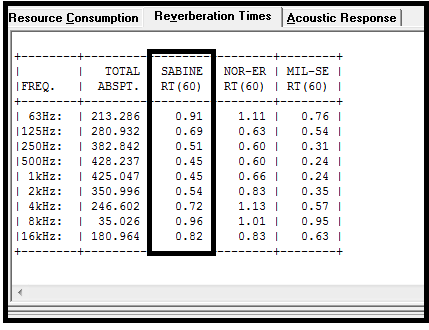 Resource Consumption Reverberation Times Acoustic Response
+--------+---------+--------+--------+--------+
|        |   TOTAL | SABINE | NOR-ER | MIL-SE |
|FREQ.   |  ABSPT. | RT(60) | RT(60) | RT(60) |
+--------+---------+--------+--------+--------+
|  63Hz: | 213.286 |  0.91  |  1.11  |  0.76  |
| 125Hz: | 280.932 |  0.69  |  0.63  |  0.54  |
| 250Hz: | 382.842 |  0.51  |  0.60  |  0.31  |
| 500Hz: | 428.237 |  0.45  |  0.60  |  0.24  |
|  1kHz: | 425.047 |  0.45  |  0.66  |  0.24  |
|  2kHz: | 350.996 |  0.54  |  0.83  |  0.35  |
|  4kHz: | 246.602 |  0.72  |  1.13  |  0.57  |
|  8kHz: |  35.026 |  0.96  |  1.01  |  0.95  |
| 16kHz: | 180.964 |  0.82  |  0.83  |  0.63  |
+--------+---------+--------+--------+--------+